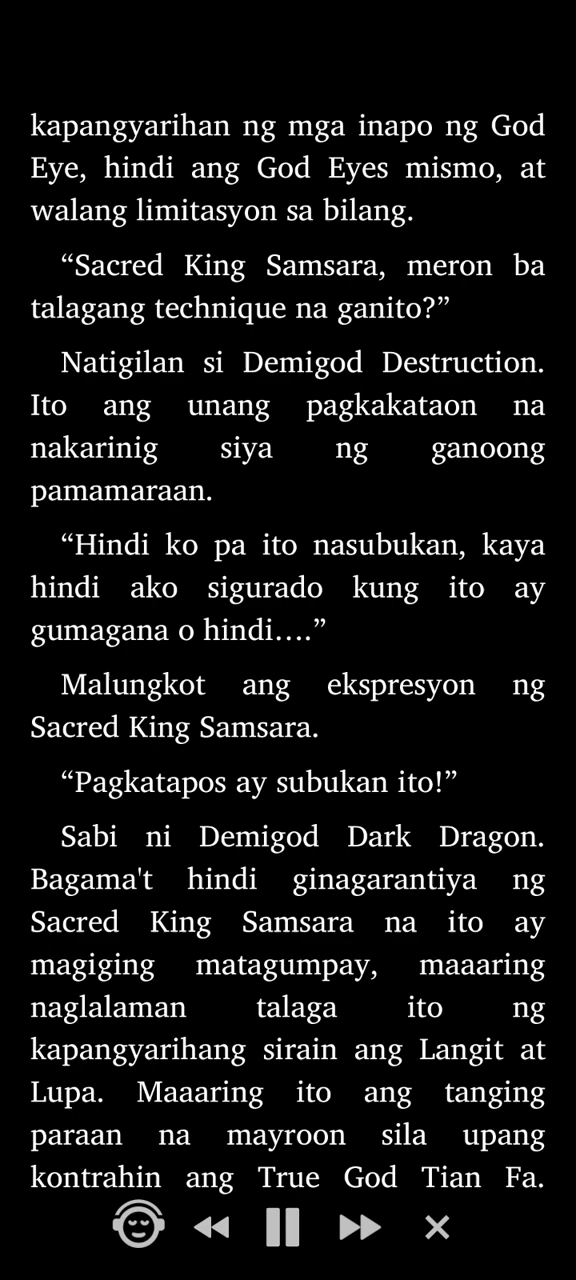 kapangyarihan ng mga inapo ng God
Eye, hindi ang God Eyes mismo, at
walang limitasyon sa bilang.
“Sacred King Samsara, meron ba
talagang technique na ganito?”
Natigilan si Demigod Destruction.
Ito ang unang pagkakataon na
nakarinig siya ng ganoong
pamamaraan.
“Hindi ko pa ito nasubukan, kaya
hindi ako sigurado kung ito ay
gumagana o hindi….”
Malungkot ang ekspresyon ng
Sacred King Samsara.
“Pagkatapos ay subukan ito!”
Sabi ni Demigod Dark Dragon.
Bagama't hindi ginagarantiya ng
Sacred King Samsara na ito ay
magiging matagumpay, maaaring
naglalaman talaga ito ng
kapangyarihang sirain ang Langit at
Lupa. Maaaring ito ang tanging
paraan na mayroon sila upang
kontrahin ang True God Tian Fa.